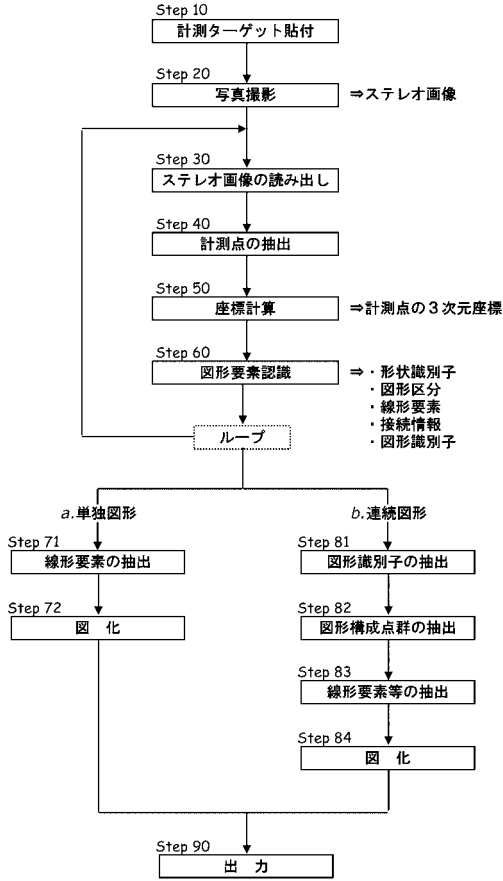 Step 10
計測ターゲット貼付
Step 20
写真撮影 ⇒ステレオ画像
Step 30
ステレオ画像の読み出し
Step 40
計測点の抽出
Step 50
座標計算 ⇒計測点の３次元座標
Step 60
図形要素認識 ⇒・形状識別子
・図形区分
・線形要素
・接続情報
・図形識別子
ループ
a.単独図形
Step 71
線形要素の抽出
Step 72
図 化
b.連続図形
Step 81
図形識別子の抽出
Step 82
図形構成点群の抽出
Step 83
線形要素等の抽出
Step 84
図 化
Step 90
出 力